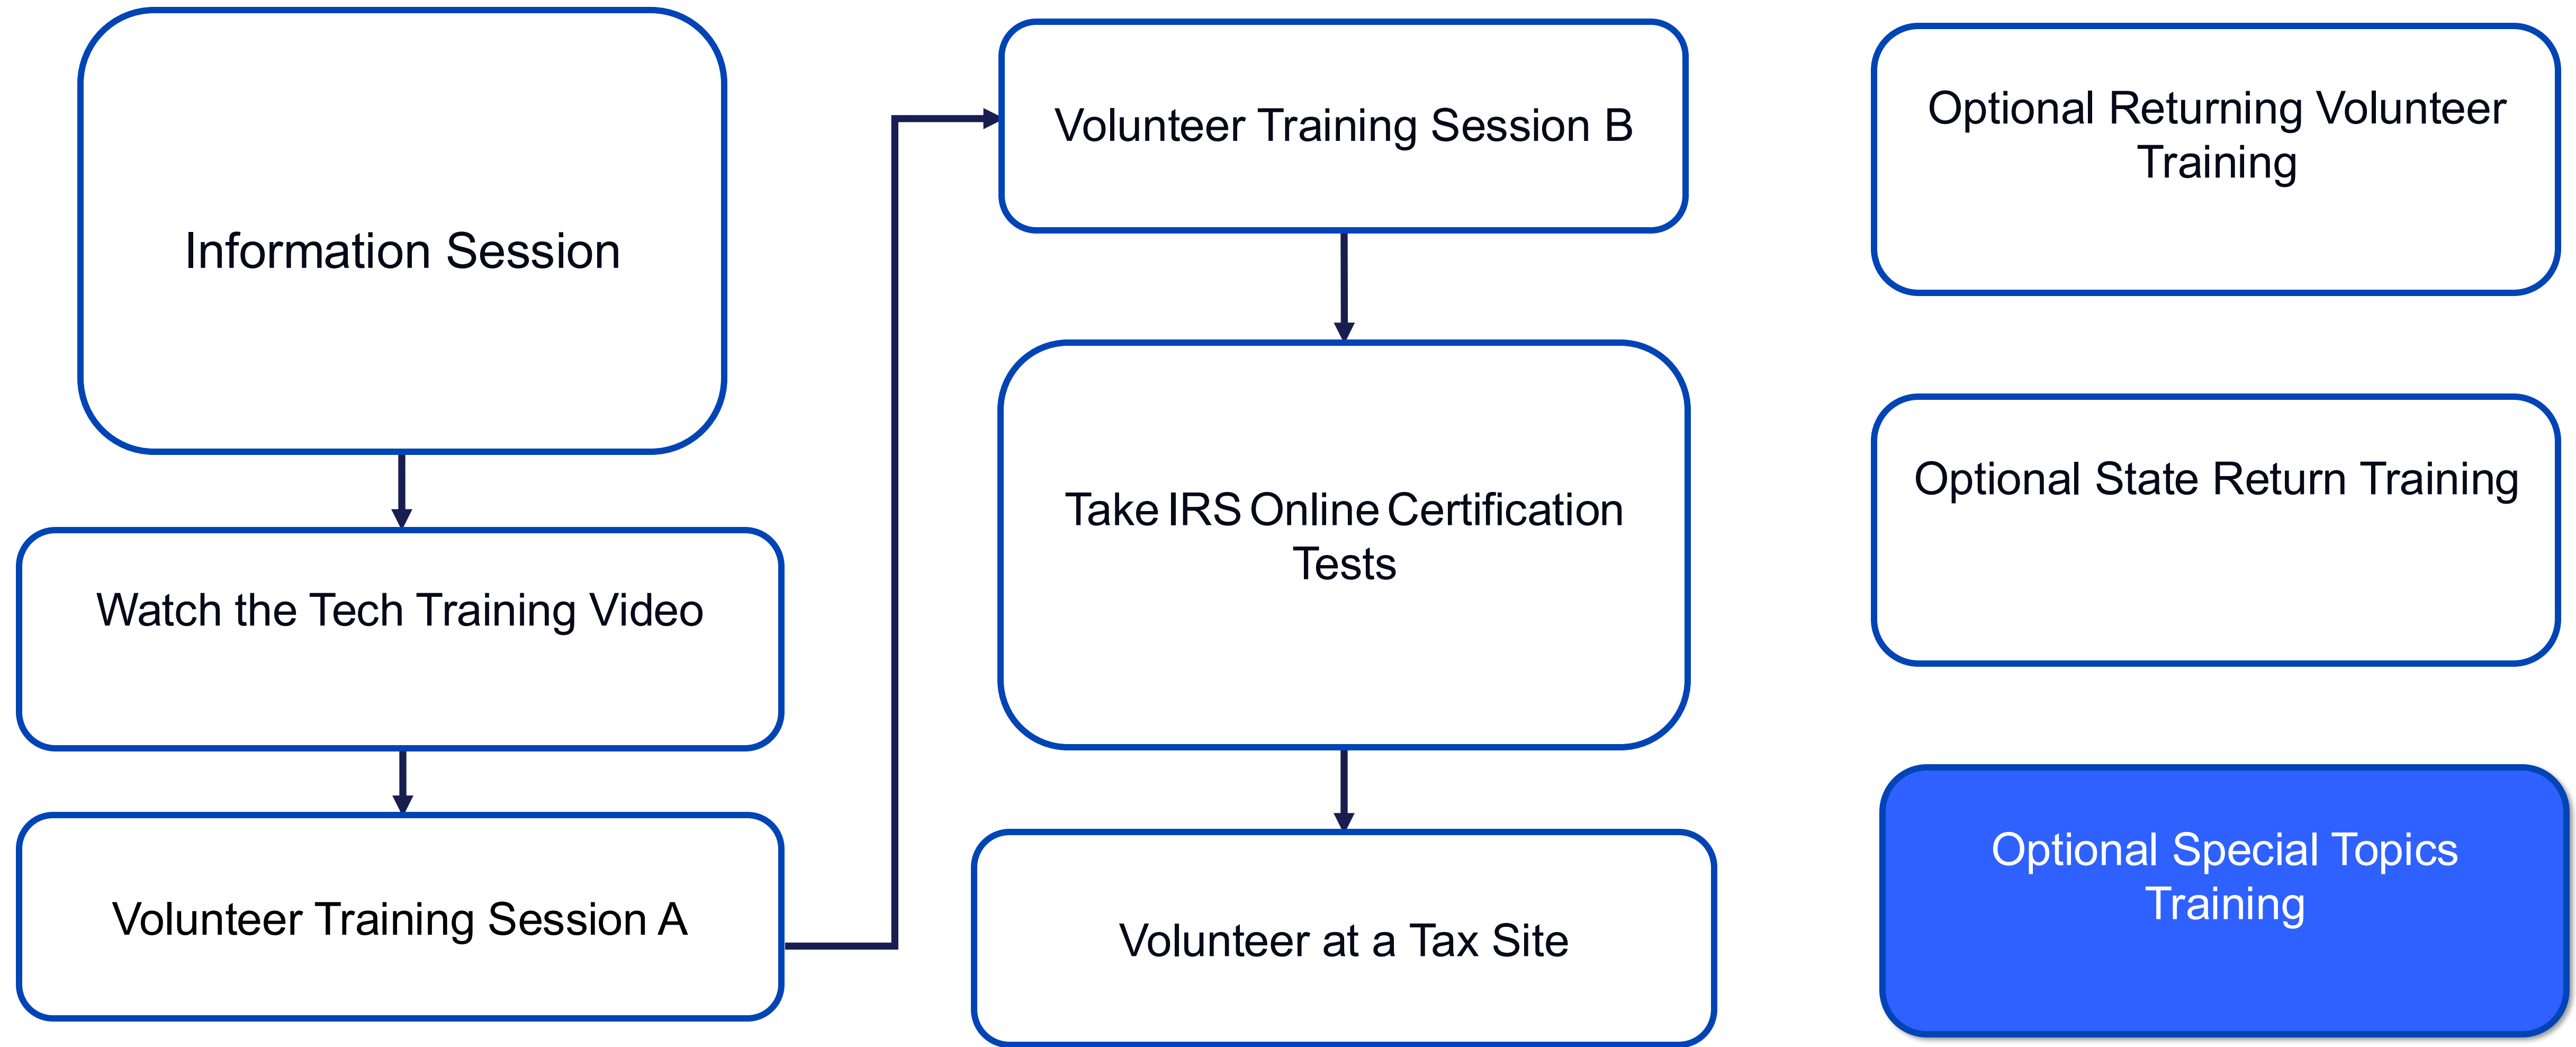 Information Session
Watch the Tech Training Video
Volunteer Training Session A
Volunteer Training Session B
Take IRS Online Certification
Tests
Volunteer at a Tax Site
Optional Returning Volunteer
Training
Optional State Return Training
Optional Special Topics
Training